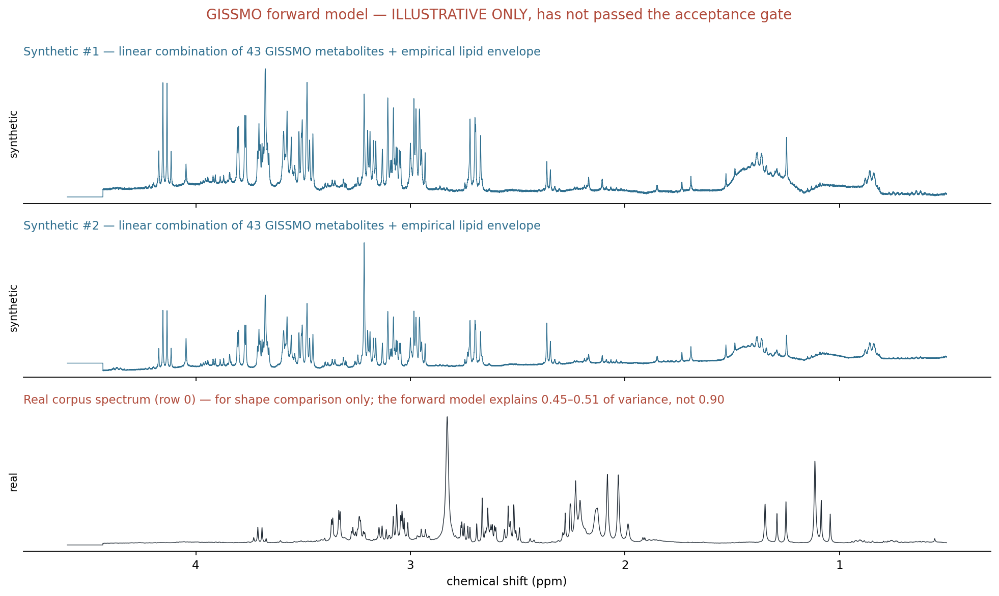 GISSMO forward model — ILLUSTRATIVE ONLY, has not passed the acceptance gate
Synthetic #1 — linear combination of 43 GISSMO metabolites + empirical lipid envelope
synthetic
Synthetic #2 — linear combination of 43 GISSMO metabolites + empirical lipid envelope
synthetic
Real corpus spectrum (row 0) — for shape comparison only; the forward model explains 0.45–0.51 of variance, not 0.90
real
4 3 2 1
chemical shift (ppm)